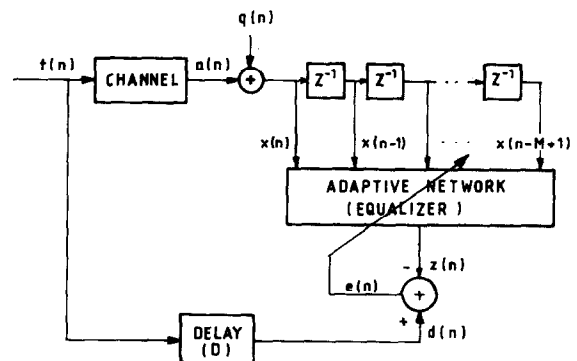 q(n)
t(n)
CHANNEL
a(n)
+
Z⁻¹
Z⁻¹
. . .
Z⁻¹
x(n)
x(n-1)
. . . .
x(n-M+1)
ADAPTIVE NETWORK
(EQUALIZER)
-
z(n)
e(n)
+
+
d(n)
DELAY
(D)